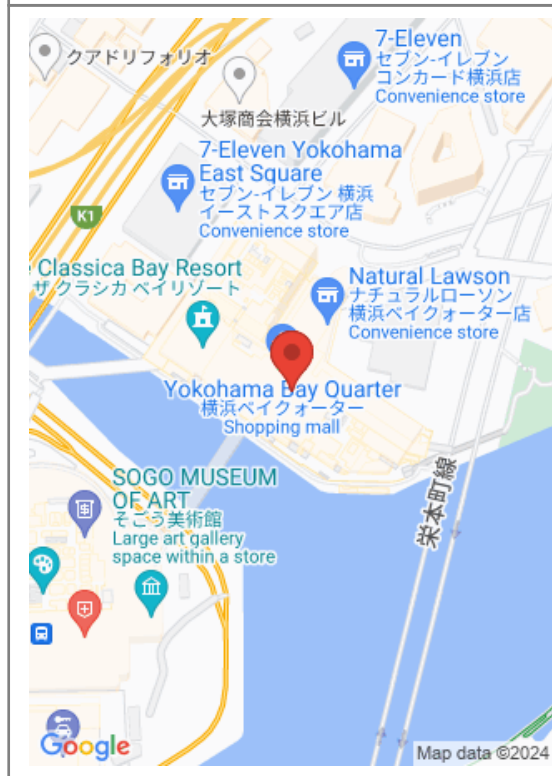 7-Eleven
セブン-イレブン
コンカード横浜店
Convenience store
クアドリフォリオ
大塚商会横浜ビル
7-Eleven Yokohama
East Square
セブン-イレブン 横浜
イーストスクエア店
Convenience store
K1
Classica Bay Resort
ザ クラシカ ベイリゾート
Natural Lawson
ナチュラルローソン
横浜ベイクォーター店
Convenience store
Yokohama Bay Quarter
横浜ベイクォーター
Shopping mall
SOGO MUSEUM
OF ART
そごう美術館
Large art gallery
space within a store
栄本町線
Google
Map data ©2024